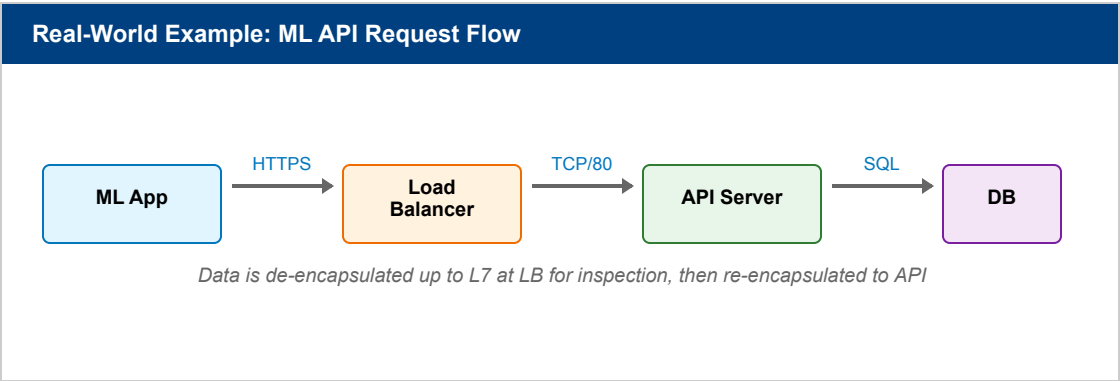 Real-World Example: ML API Request Flow
HTTPS
TCP/80
SQL
ML App
Load
Balancer
API Server
DB
Data is de-encapsulated up to L7 at LB for inspection, then re-encapsulated to API